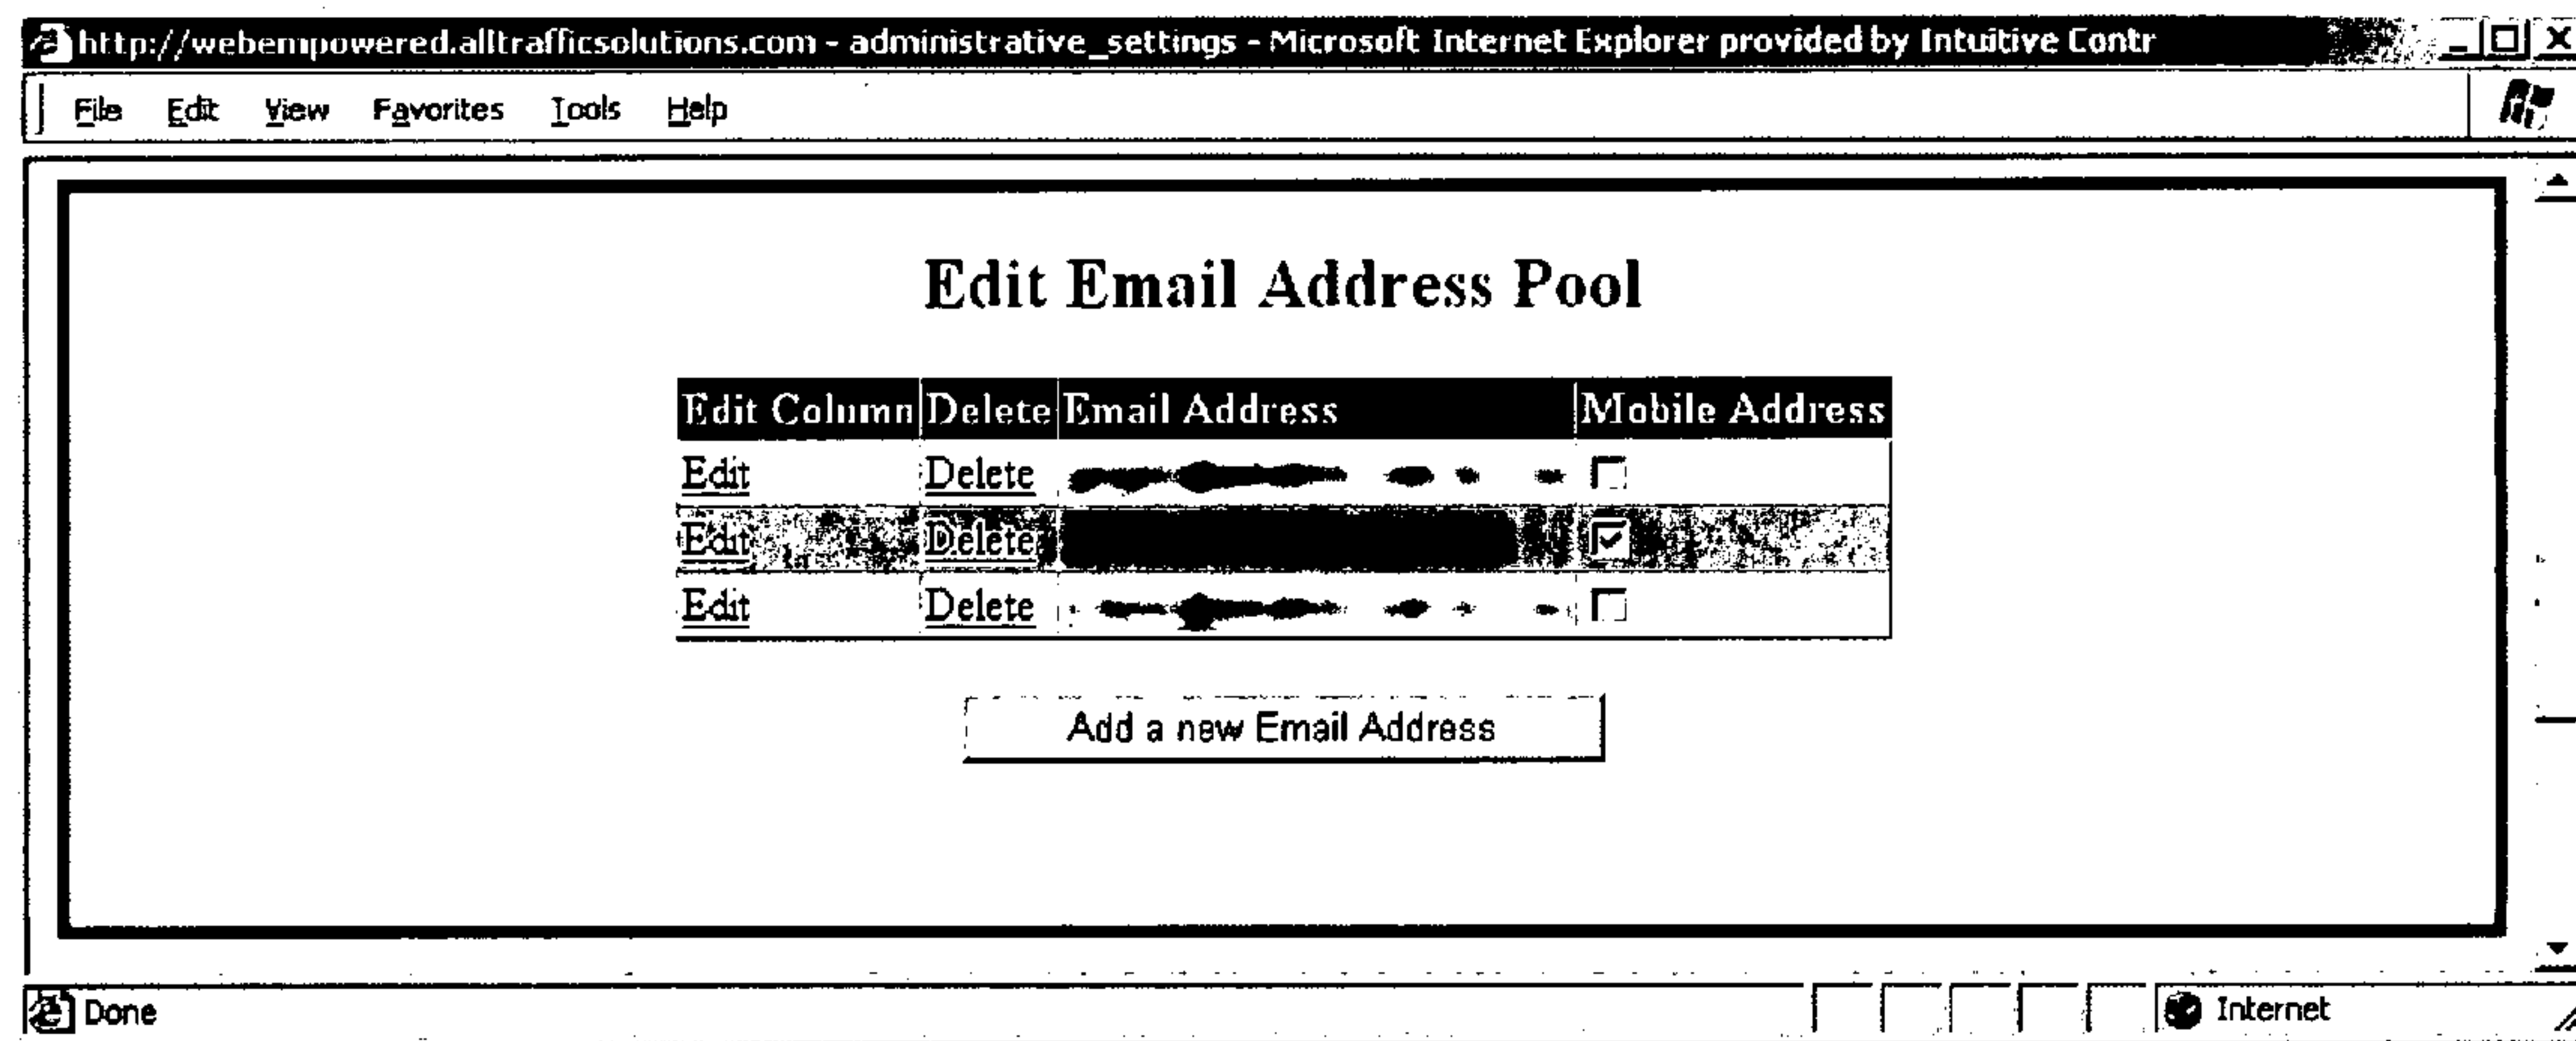 http://webempowered.alltrafficsolutions.com - administrative_settings - Microsoft Internet Explorer provided by Intuitive Contr
File Edit View Favorites Tools Help
Edit Email Address Pool
Edit Column Delete Email Address Mobile Address
Edit Delete
Edit Delete
Edit Delete
Add a new Email Address
Done Internet